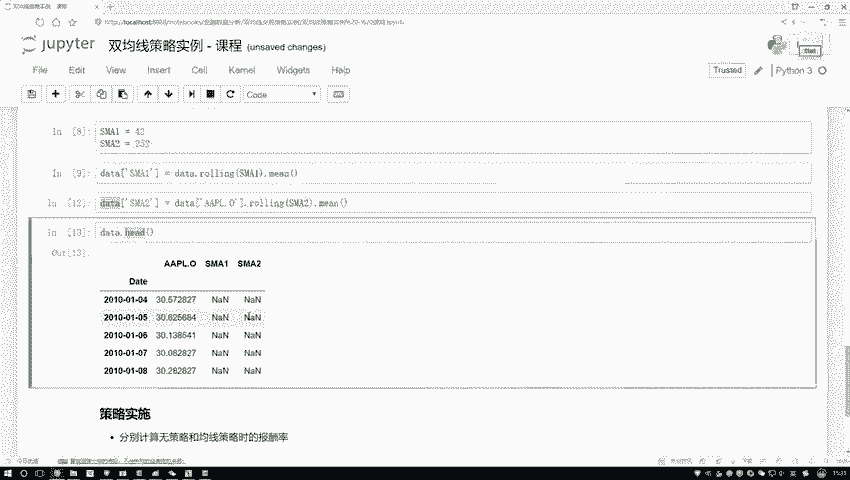 jupyter 双均线策略实例 - 课程 (unsaved changes)
File Edit View Insert Cell Kernel Widgets Help
Trusted Python 3
Code
In [8]: SMA1 = 42
SMA2 = 252
In [9]: data['SMA1'] = data.rolling(SMA1).mean()
In [12]: data['SMA2'] = data['AAPL.O'].rolling(SMA2).mean()
In [13]: data.head()
Out[13]:
AAPL.O SMA1 SMA2
Date
2010-01-04 30.572827 NaN NaN
2010-01-05 30.625684 NaN NaN
2010-01-06 30.138541 NaN NaN
2010-01-07 30.082827 NaN NaN
2010-01-08 30.282827 NaN NaN
策略实施
• 分别计算无策略和均线策略时的报酬率
15:31